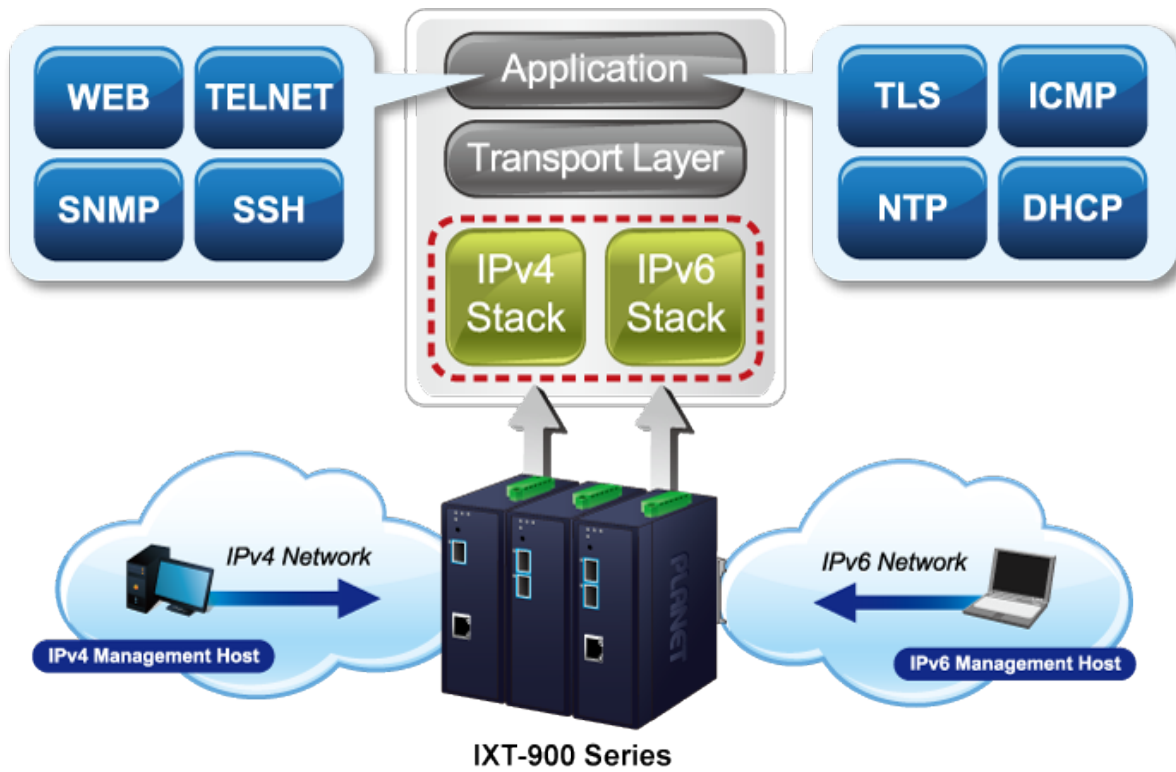 Application
Transport Layer
IPv4
Stack
IPv6
Stack
WEB
TELNET
SNMP
SSH
TLS
ICMP
NTP
DHCP
IPv4 Network
IPv4 Management Host
PLANET
IPv6 Network
IPv6 Management Host
IXT-900 Series